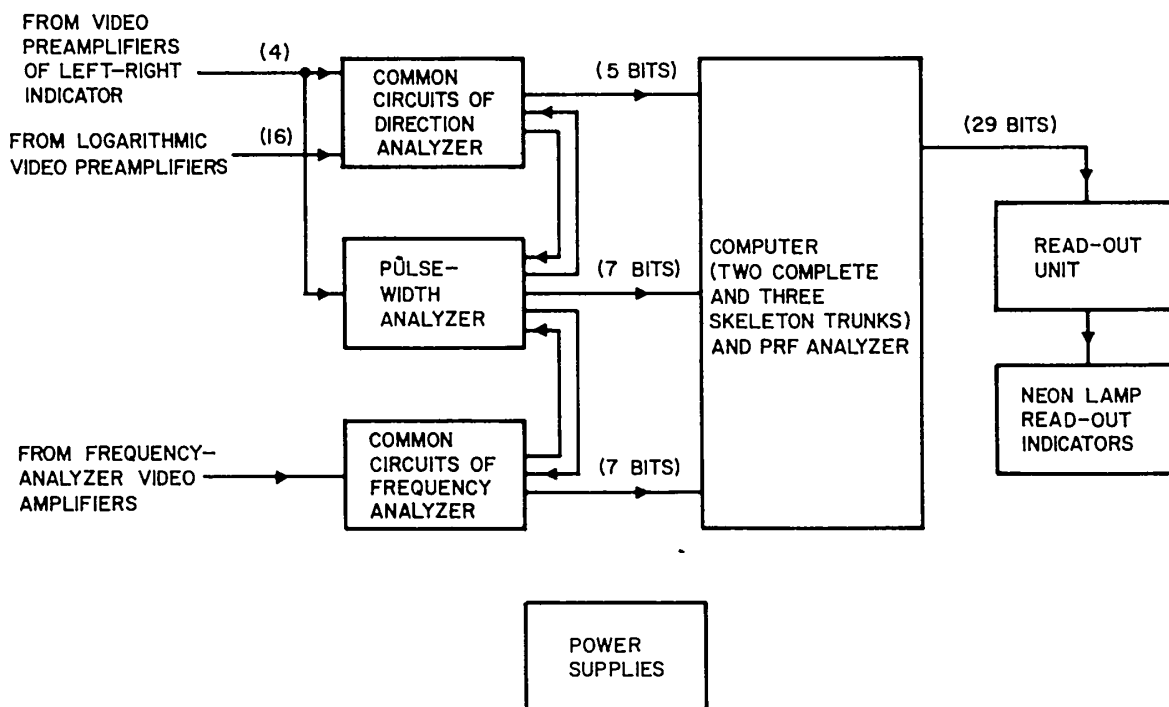 FROM VIDEO
PREAMPLIFIERS
OF LEFT-RIGHT
INDICATOR
(4)
FROM LOGARITHMIC
VIDEO PREAMPLIFIERS
(16)
COMMON
CIRCUITS OF
DIRECTION
ANALYZER
(5 BITS)
PULSE-
WIDTH
ANALYZER
(7 BITS)
FROM FREQUENCY-
ANALYZER VIDEO
AMPLIFIERS
COMMON
CIRCUITS OF
FREQUENCY
ANALYZER
(7 BITS)
COMPUTER
(TWO COMPLETE
AND THREE
SKELETON TRUNKS)
AND PRF ANALYZER
(29 BITS)
READ-OUT
UNIT
NEON LAMP
READ-OUT
INDICATORS
POWER
SUPPLIES